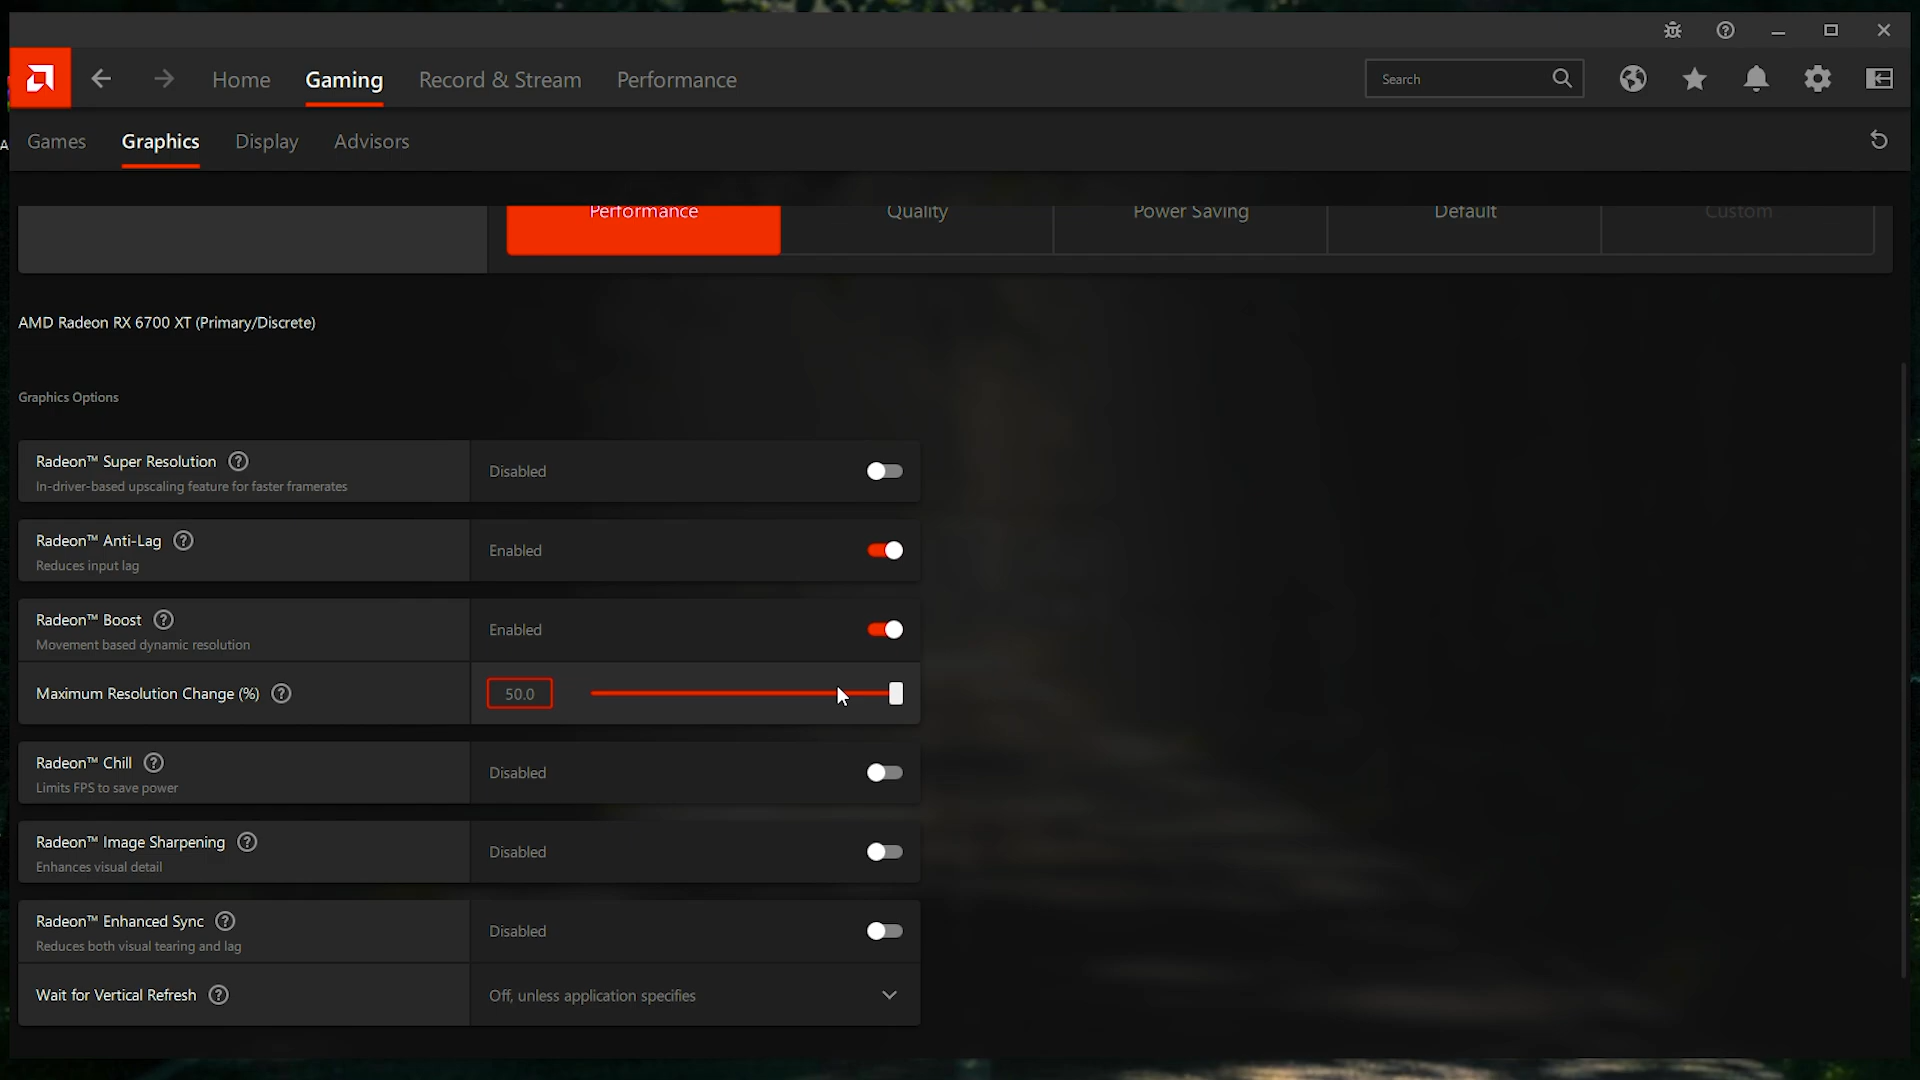 Home Gaming Record & Stream Performance Search
Games Graphics Display Advisors
A
Performance Quality Power Saving Default Custom
AMD Radeon RX 6700 XT (Primary/Discrete)
Graphics Options
Radeon™ Super Resolution ?
In-driver-based upscaling feature for faster framerates
Disabled
Radeon™ Anti-Lag ?
Reduces input lag
Enabled
Radeon™ Boost ?
Movement based dynamic resolution
Enabled
Maximum Resolution Change (%) ? 50.0
Radeon™ Chill ?
Limits FPS to save power
Disabled
Radeon™ Image Sharpening ?
Enhances visual detail
Disabled
Radeon™ Enhanced Sync ?
Reduces both visual tearing and lag
Disabled
Wait for Vertical Refresh ? Off, unless application specifies